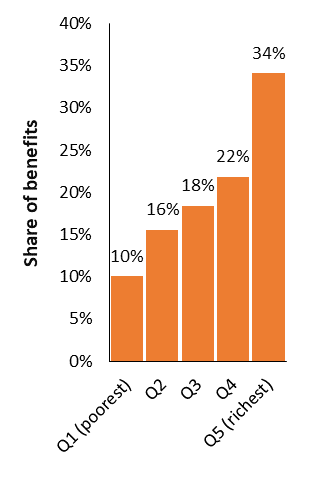 Share of benefits
40%
35%
30%
25%
20%
15%
10%
5%
0%
10%
16%
18%
22%
34%
Q1 (poorest)
Q2
Q3
Q4
Q5 (richest)